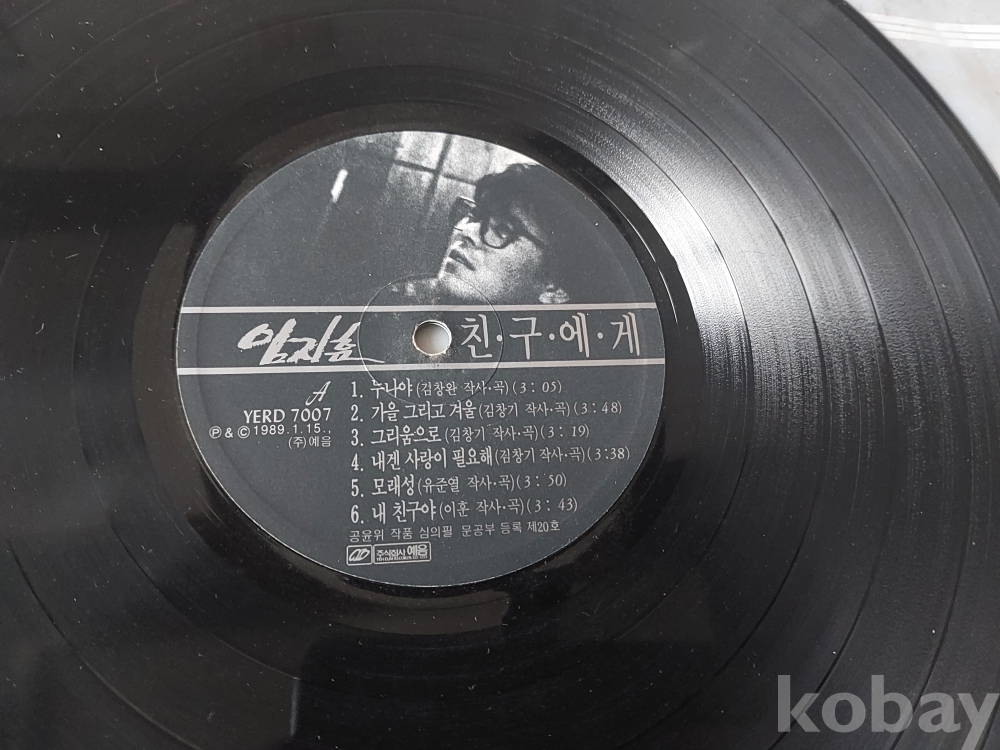 임지훈 친·구·에·게
A
YERD 7007
Ⓟ & © 1989. 1. 15.,
(주)예음
1. 누나야 (김창완 작사·곡) (3 : 05)
2. 가을 그리고 겨울 (김창기 작사·곡) (3 : 48)
3. 그리움으로 (김창기 작사·곡) (3 : 19)
4. 내겐 사랑이 필요해 (김창기 작사·곡) (3:38)
5. 모래성 (유준열 작사·곡) (3 : 50)
6. 내 친구야 (이훈 작사·곡) (3 : 43)
공윤위 작품 심의필 문공부 등록 제20호
주식회사 예음
kobay